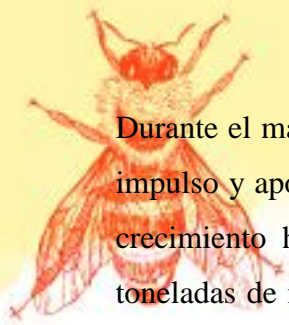 Durante el ma
impulso y apo
crecimiento h
toneladas de